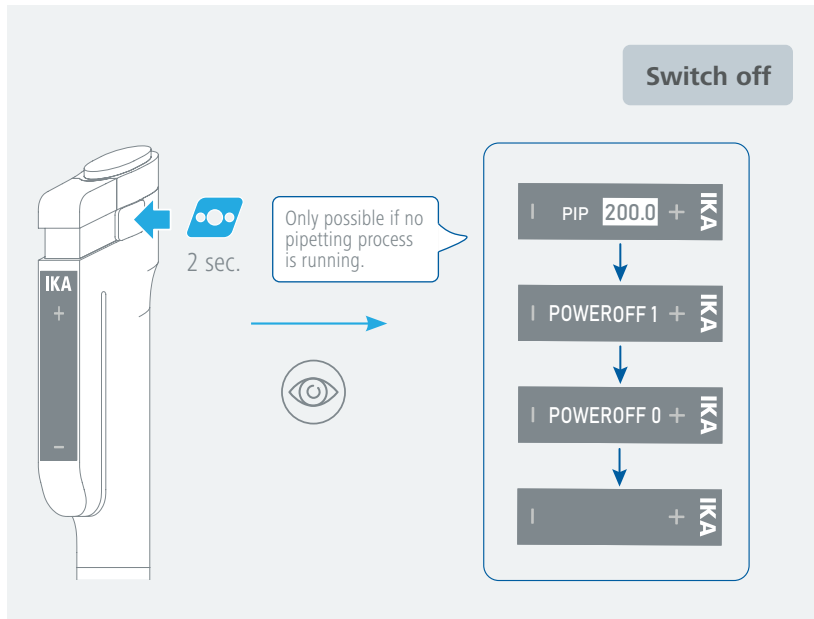 Switch off
IKA
+
−
2 sec.
Only possible if no
pipetting process
is running.
− PIP 200.0 + IKA
− POWEROFF 1 + IKA
− POWEROFF 0 + IKA
− + IKA